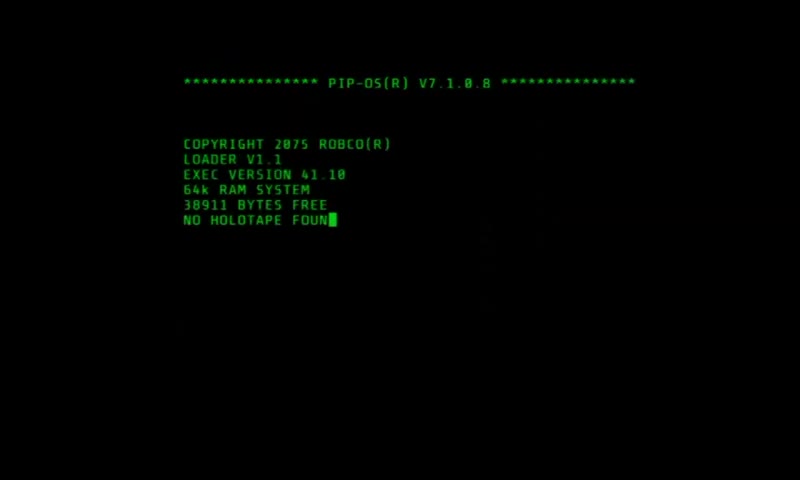 *************** PIP-OS(R) V7.1.0.8 ***************
COPYRIGHT 2075 ROBCO(R)
LOADER V1.1
EXEC VERSION 41.10
64k RAM SYSTEM
38911 BYTES FREE
NO HOLOTAPE FOUN